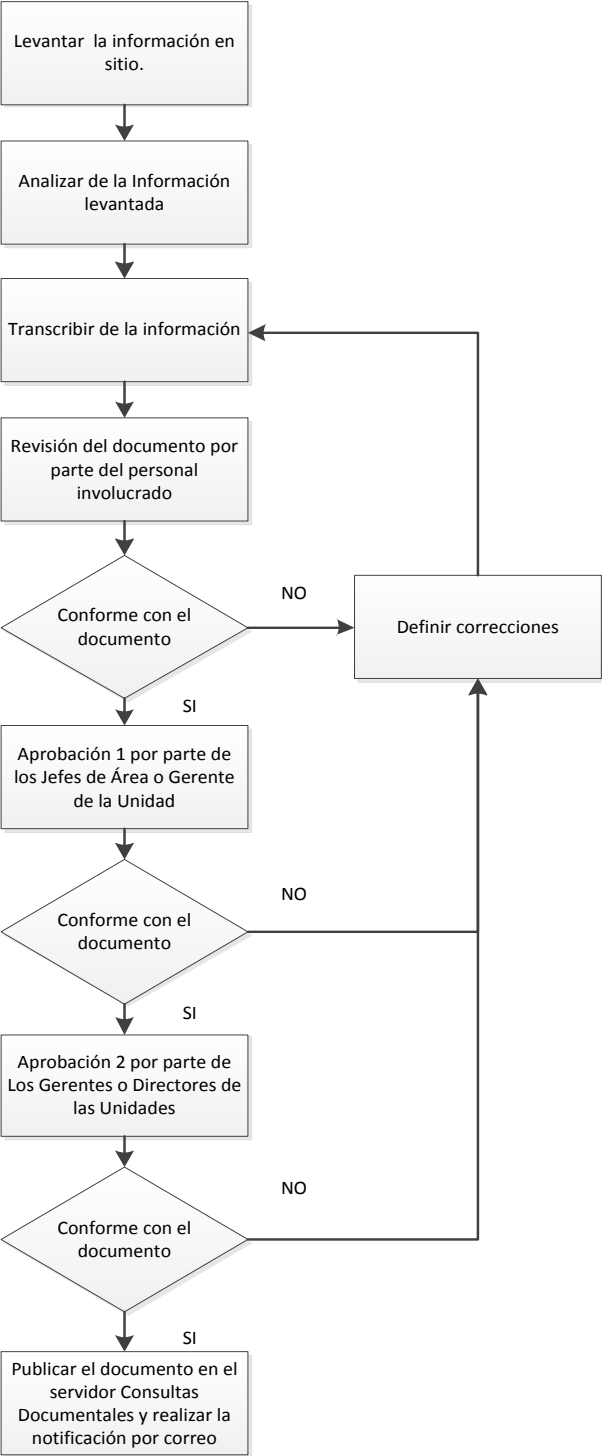 Levantar  la información en
sitio.
Analizar de la Información
levantada
Transcribir de la información
Revisión del documento por
parte del personal
involucrado
Conforme con el
documento
NO
Definir correcciones
SI
Aprobación 1 por parte de
los Jefes de Área o Gerente
de la Unidad
Conforme con el
documento
NO
SI
Aprobación 2 por parte de
Los Gerentes o Directores de
las Unidades
Conforme con el
documento
NO
SI
Publicar el documento en el
servidor Consultas
Documentales y realizar la
notificación por correo